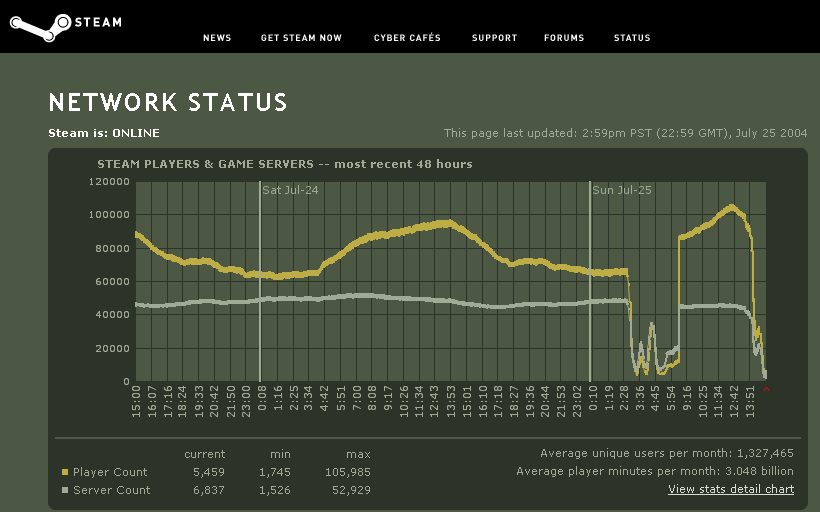 STEAM
NEWS GET STEAM NOW CYBER CAFÉS SUPPORT FORUMS STATUS
NETWORK STATUS
Steam is: ONLINE This page last updated: 2:59pm PST (22:59 GMT), July 25 2004
STEAM PLAYERS & GAME SERVERS -- most recent 48 hours
120000
100000
80000
60000
40000
20000
0
Sat Jul-24 Sun Jul-25
15:00 16:07 17:16 18:24 19:33 20:42 21:50 23:00 0:08 1:16 2:25 3:34 4:42 5:51 7:00 8:08 9:17 10:26 11:34 12:43 13:53 15:01 16:10 17:18 18:27 19:36 20:44 21:53 23:02 0:10 1:19 2:28 3:36 4:45 5:54 9:16 10:25 11:34 12:42 13:51
current min max
Player Count 5,459 1,745 105,985
Server Count 6,837 1,526 52,929
Average unique users per month: 1,327,465
Average player minutes per month: 3.048 billion
View stats detail chart